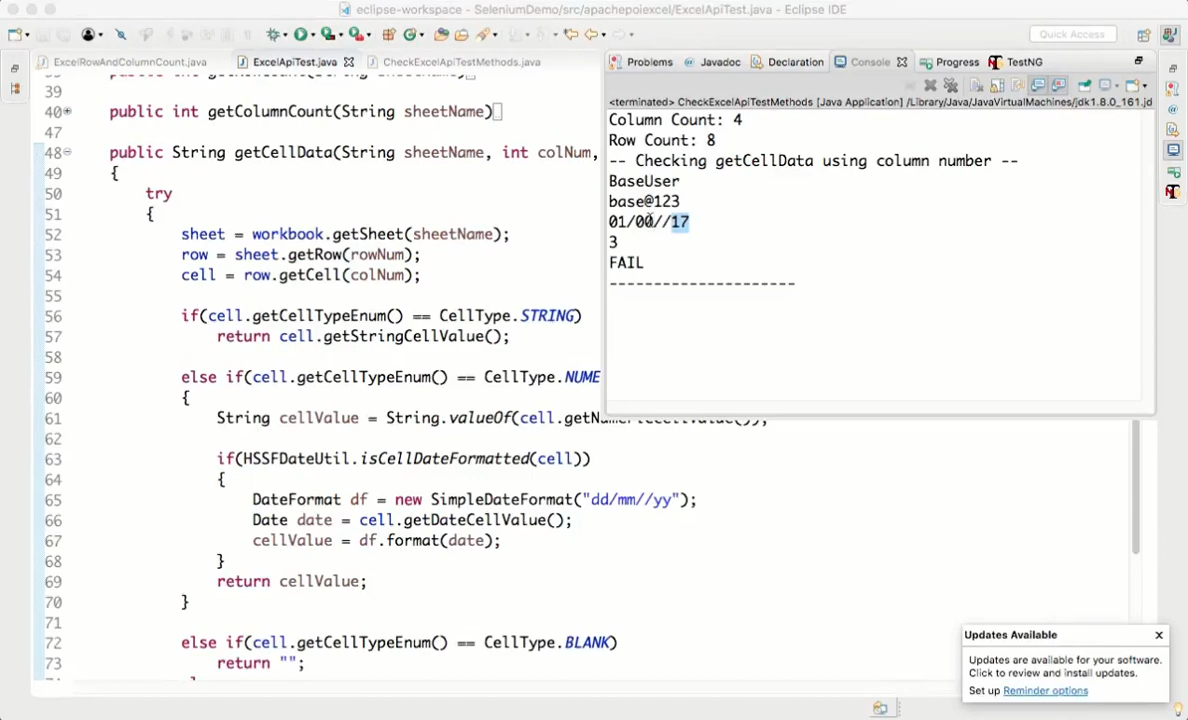 eclipse-workspace - SeleniumDemo/src/apachepoiexcel/ExcelApiTest.java - Eclipse IDE
Quick Access
ExcelRowAndColumnCount.java
ExcelApiTest.java
CheckExcelApiTestMethods.java
39
40 public int getColumnCount(String sheetName)
47
48 public String getCellData(String sheetName, int colNum,
49 {
50 try
51 {
52 sheet = workbook.getSheet(sheetName);
53 row = sheet.getRow(rowNum);
54 cell = row.getCell(colNum);
55
56 if(cell.getCellTypeEnum() == CellType.STRING)
57 return cell.getStringCellValue();
58
59 else if(cell.getCellTypeEnum() == CellType.NUME
60 {
61 String cellValue = String.valueOf(cell.getNumericCellValue());
62
63 if(HSSFDateUtil.isCellDateFormatted(cell))
64 {
65 DateFormat df = new SimpleDateFormat("dd/mm//yy");
66 Date date = cell.getDateCellValue();
67 cellValue = df.format(date);
68 }
69 return cellValue;
70 }
71
72 else if(cell.getCellTypeEnum() == CellType.BLANK)
73 return "";
Problems
Javadoc
Declaration
Console
Progress
TestNG
<terminated> CheckExcelApiTestMethods [Java Application] /Library/Java/JavaVirtualMachines/jdk1.8.0_161.jd
Column Count: 4
Row Count: 8
-- Checking getCellData using column number --
BaseUser
base@123
01/00//17
3
FAIL
---------------------
Updates Available
Updates are available for your software.
Click to review and install updates.
Set up Reminder options